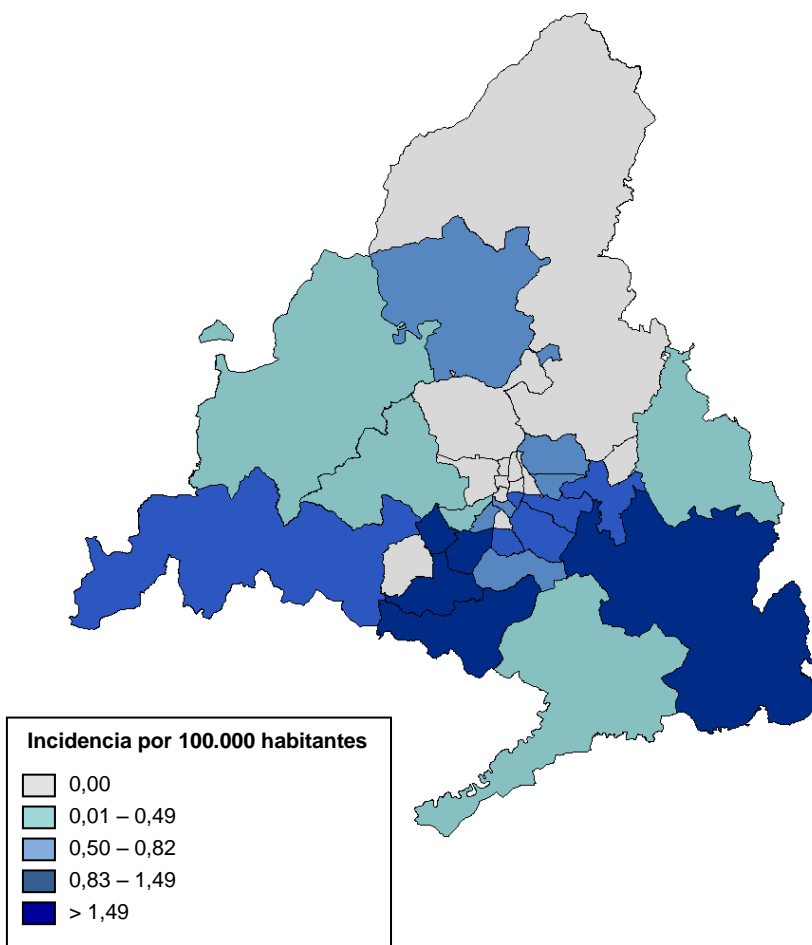 Incidencia por 100.000 habitantes
0,00
0,01 – 0,49
0,50 – 0,82
0,83 – 1,49
> 1,49